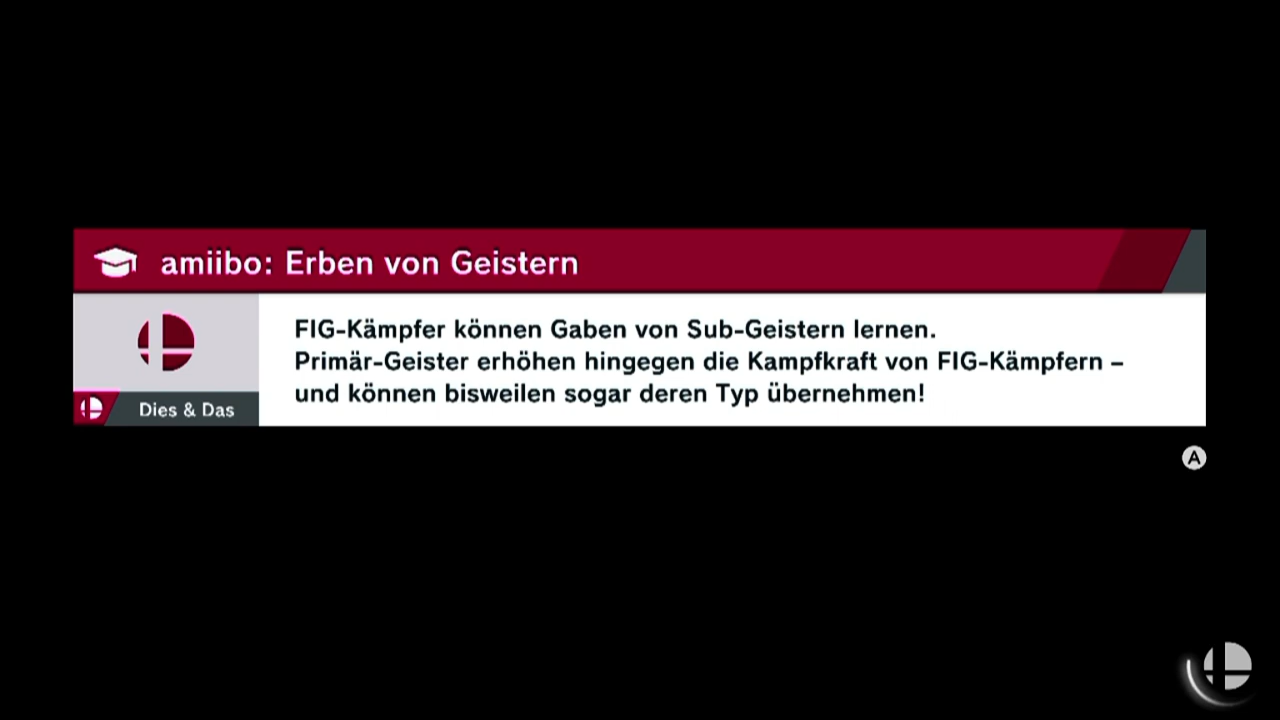 amiibo: Erben von Geistern
FIG-Kämpfer können Gaben von Sub-Geistern lernen.
Primär-Geister erhöhen hingegen die Kampfkraft von FIG-Kämpfern –
und können bisweilen sogar deren Typ übernehmen!
Dies & Das
A